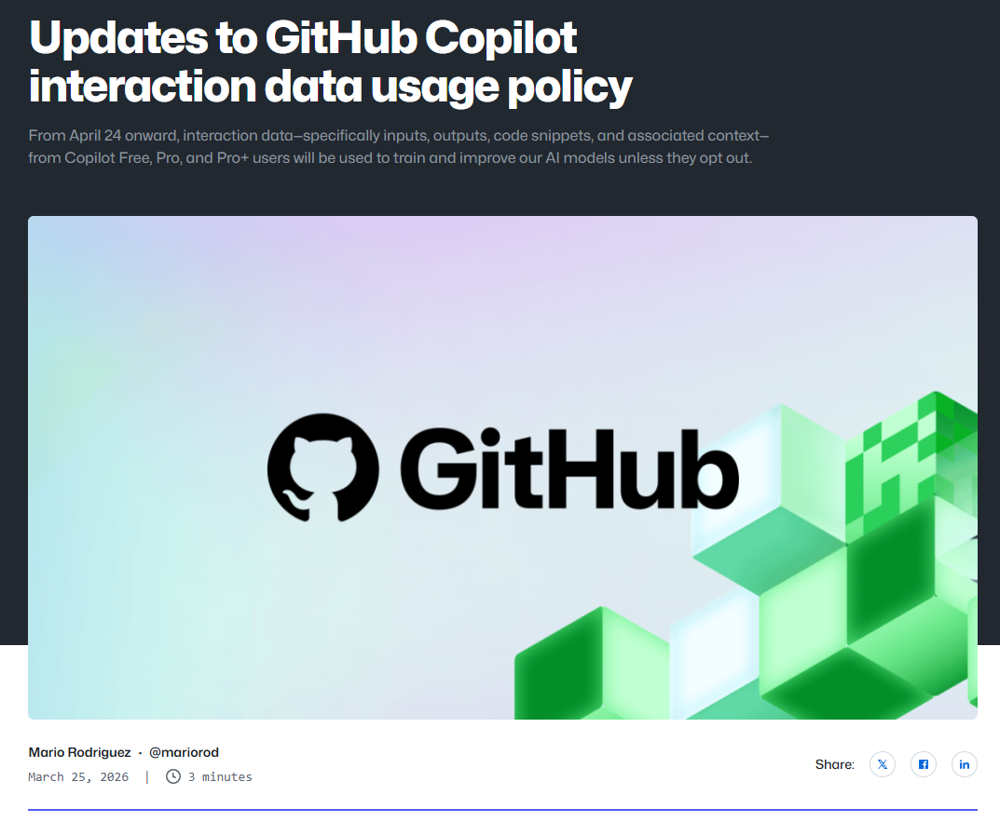 Updates to GitHub Copilot
interaction data usage policy
From April 24 onward, interaction data—specifically inputs, outputs, code snippets, and associated context—
from Copilot Free, Pro, and Pro+ users will be used to train and improve our AI models unless they opt out.
GitHub
Mario Rodriguez · @mariorod
March 25, 2026 | 3 minutes
Share: